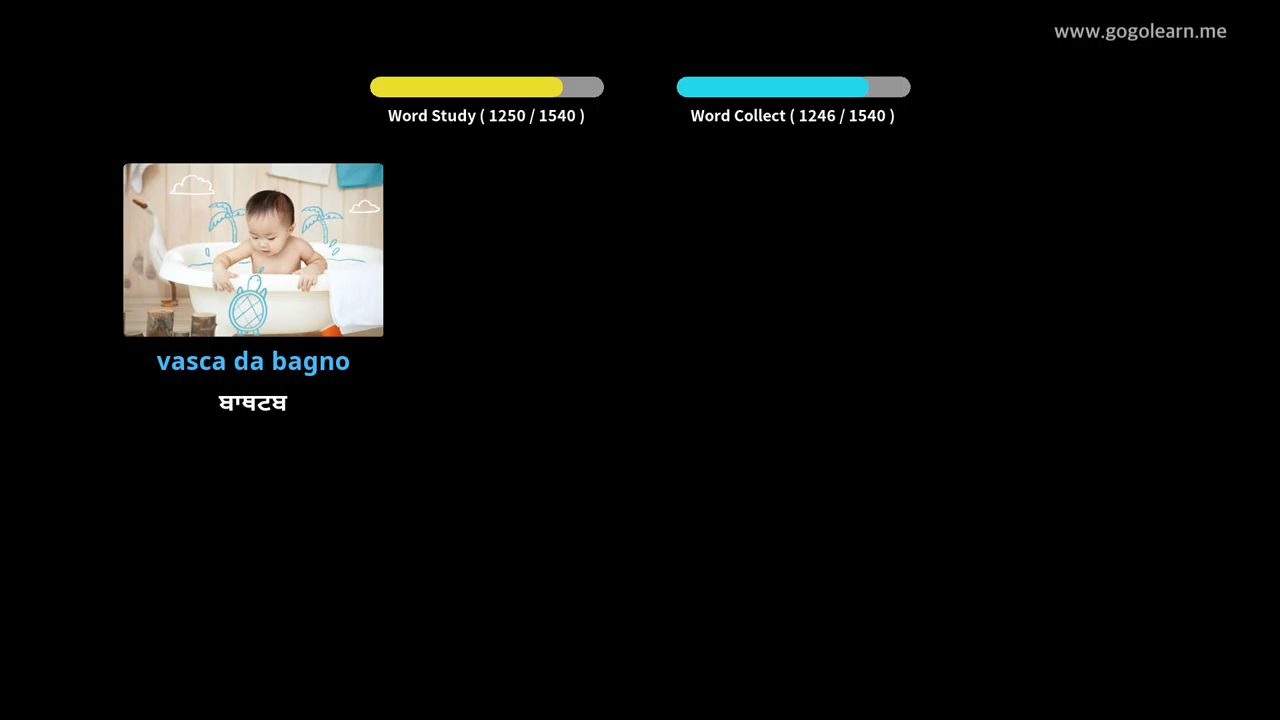 www.gogolearn.me
Word Study ( 1250 / 1540 )
Word Collect ( 1246 / 1540 )
vasca da bagno
ਬਾਥਟਬ